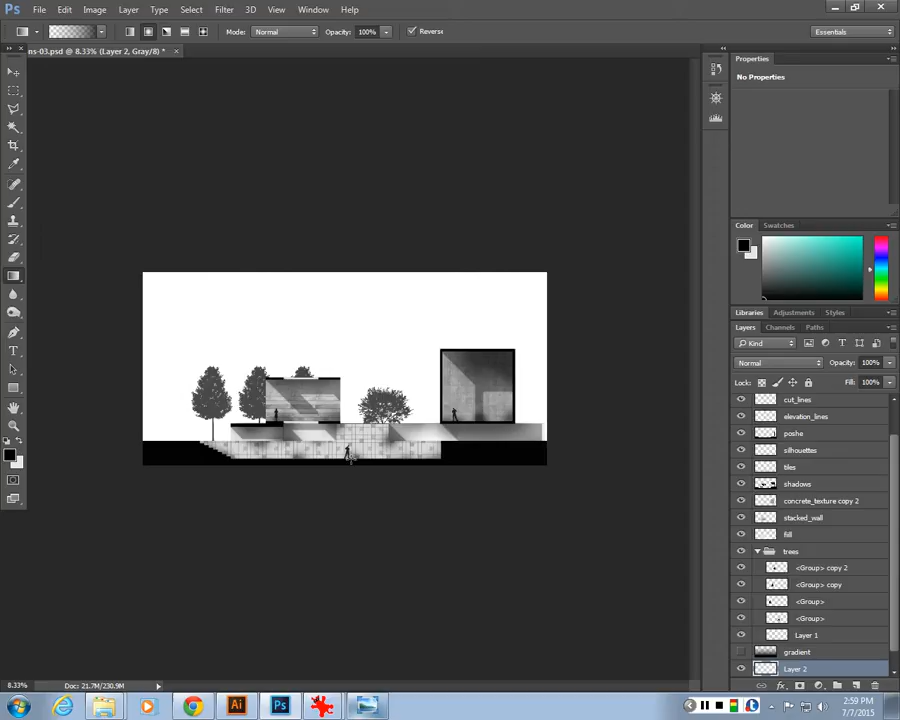 Ps File Edit Image Layer Type Select Filter 3D View Window Help
Mode: Normal Opacity: 100% Reverse Essentials
ns-03.psd @ 8.33% (Layer 2, Gray/8) * ×
Properties
No Properties
Color Swatches
Libraries Adjustments Styles
Layers Channels Paths
Kind
Normal Opacity: 100%
Lock: Fill: 100%
cut_lines
elevation_lines
poshe
silhouettes
tiles
shadows
concrete_texture copy 2
stacked_wall
fill
trees
<Group> copy 2
<Group> copy
<Group>
<Group>
Layer 1
gradient
Layer 2
fx
8.33% Doc: 21.7M/230.9M
Ai Ps
2:59 PM
7/7/2015